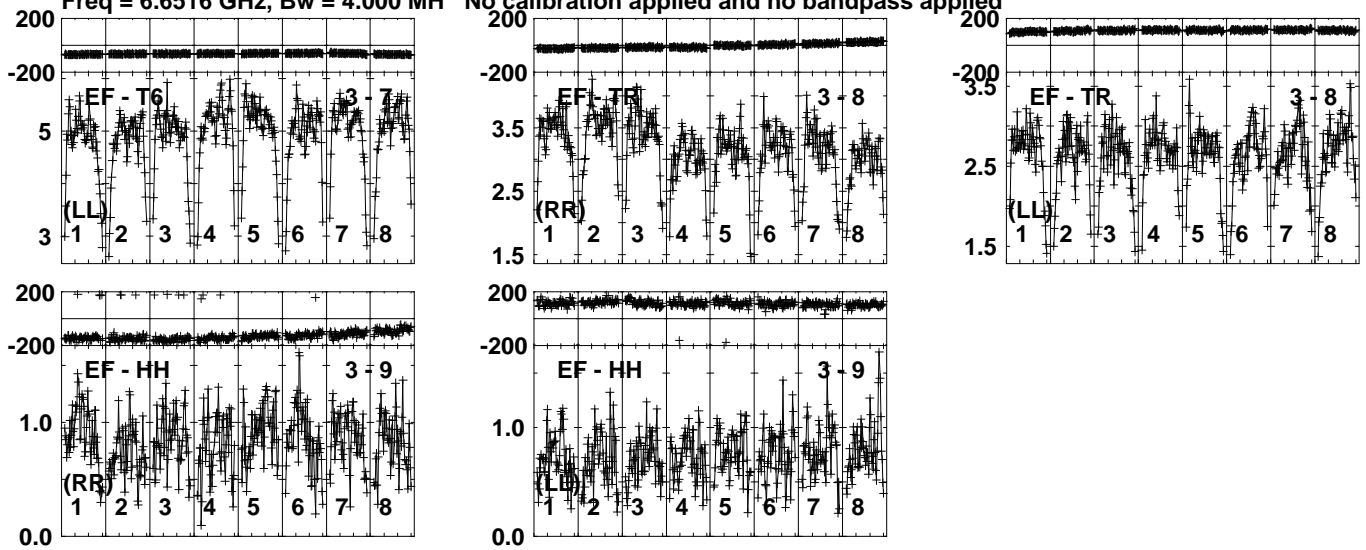 Freq = 6.6516 GHz, Bw = 4.000 MH No calibration applied and no bandpass applied
200
-200
EF - T6 3 - 7
5
(LL)
3
1 2 3 4 5 6 7 8
200
-200
EF - TR 3 - 8
3.5
2.5
(RR)
1 2 3 4 5 6 7 8
1.5
200
-200
3.5
EF - TR 3 - 8
2.5
(LL)
1 2 3 4 5 6 7 8
1.5
200
-200
EF - HH 3 - 9
1.0
(RR)
1 2 3 4 5 6 7 8
0.0
200
-200
EF - HH 3 - 9
1.0
(LL)
1 2 3 4 5 6 7 8
0.0